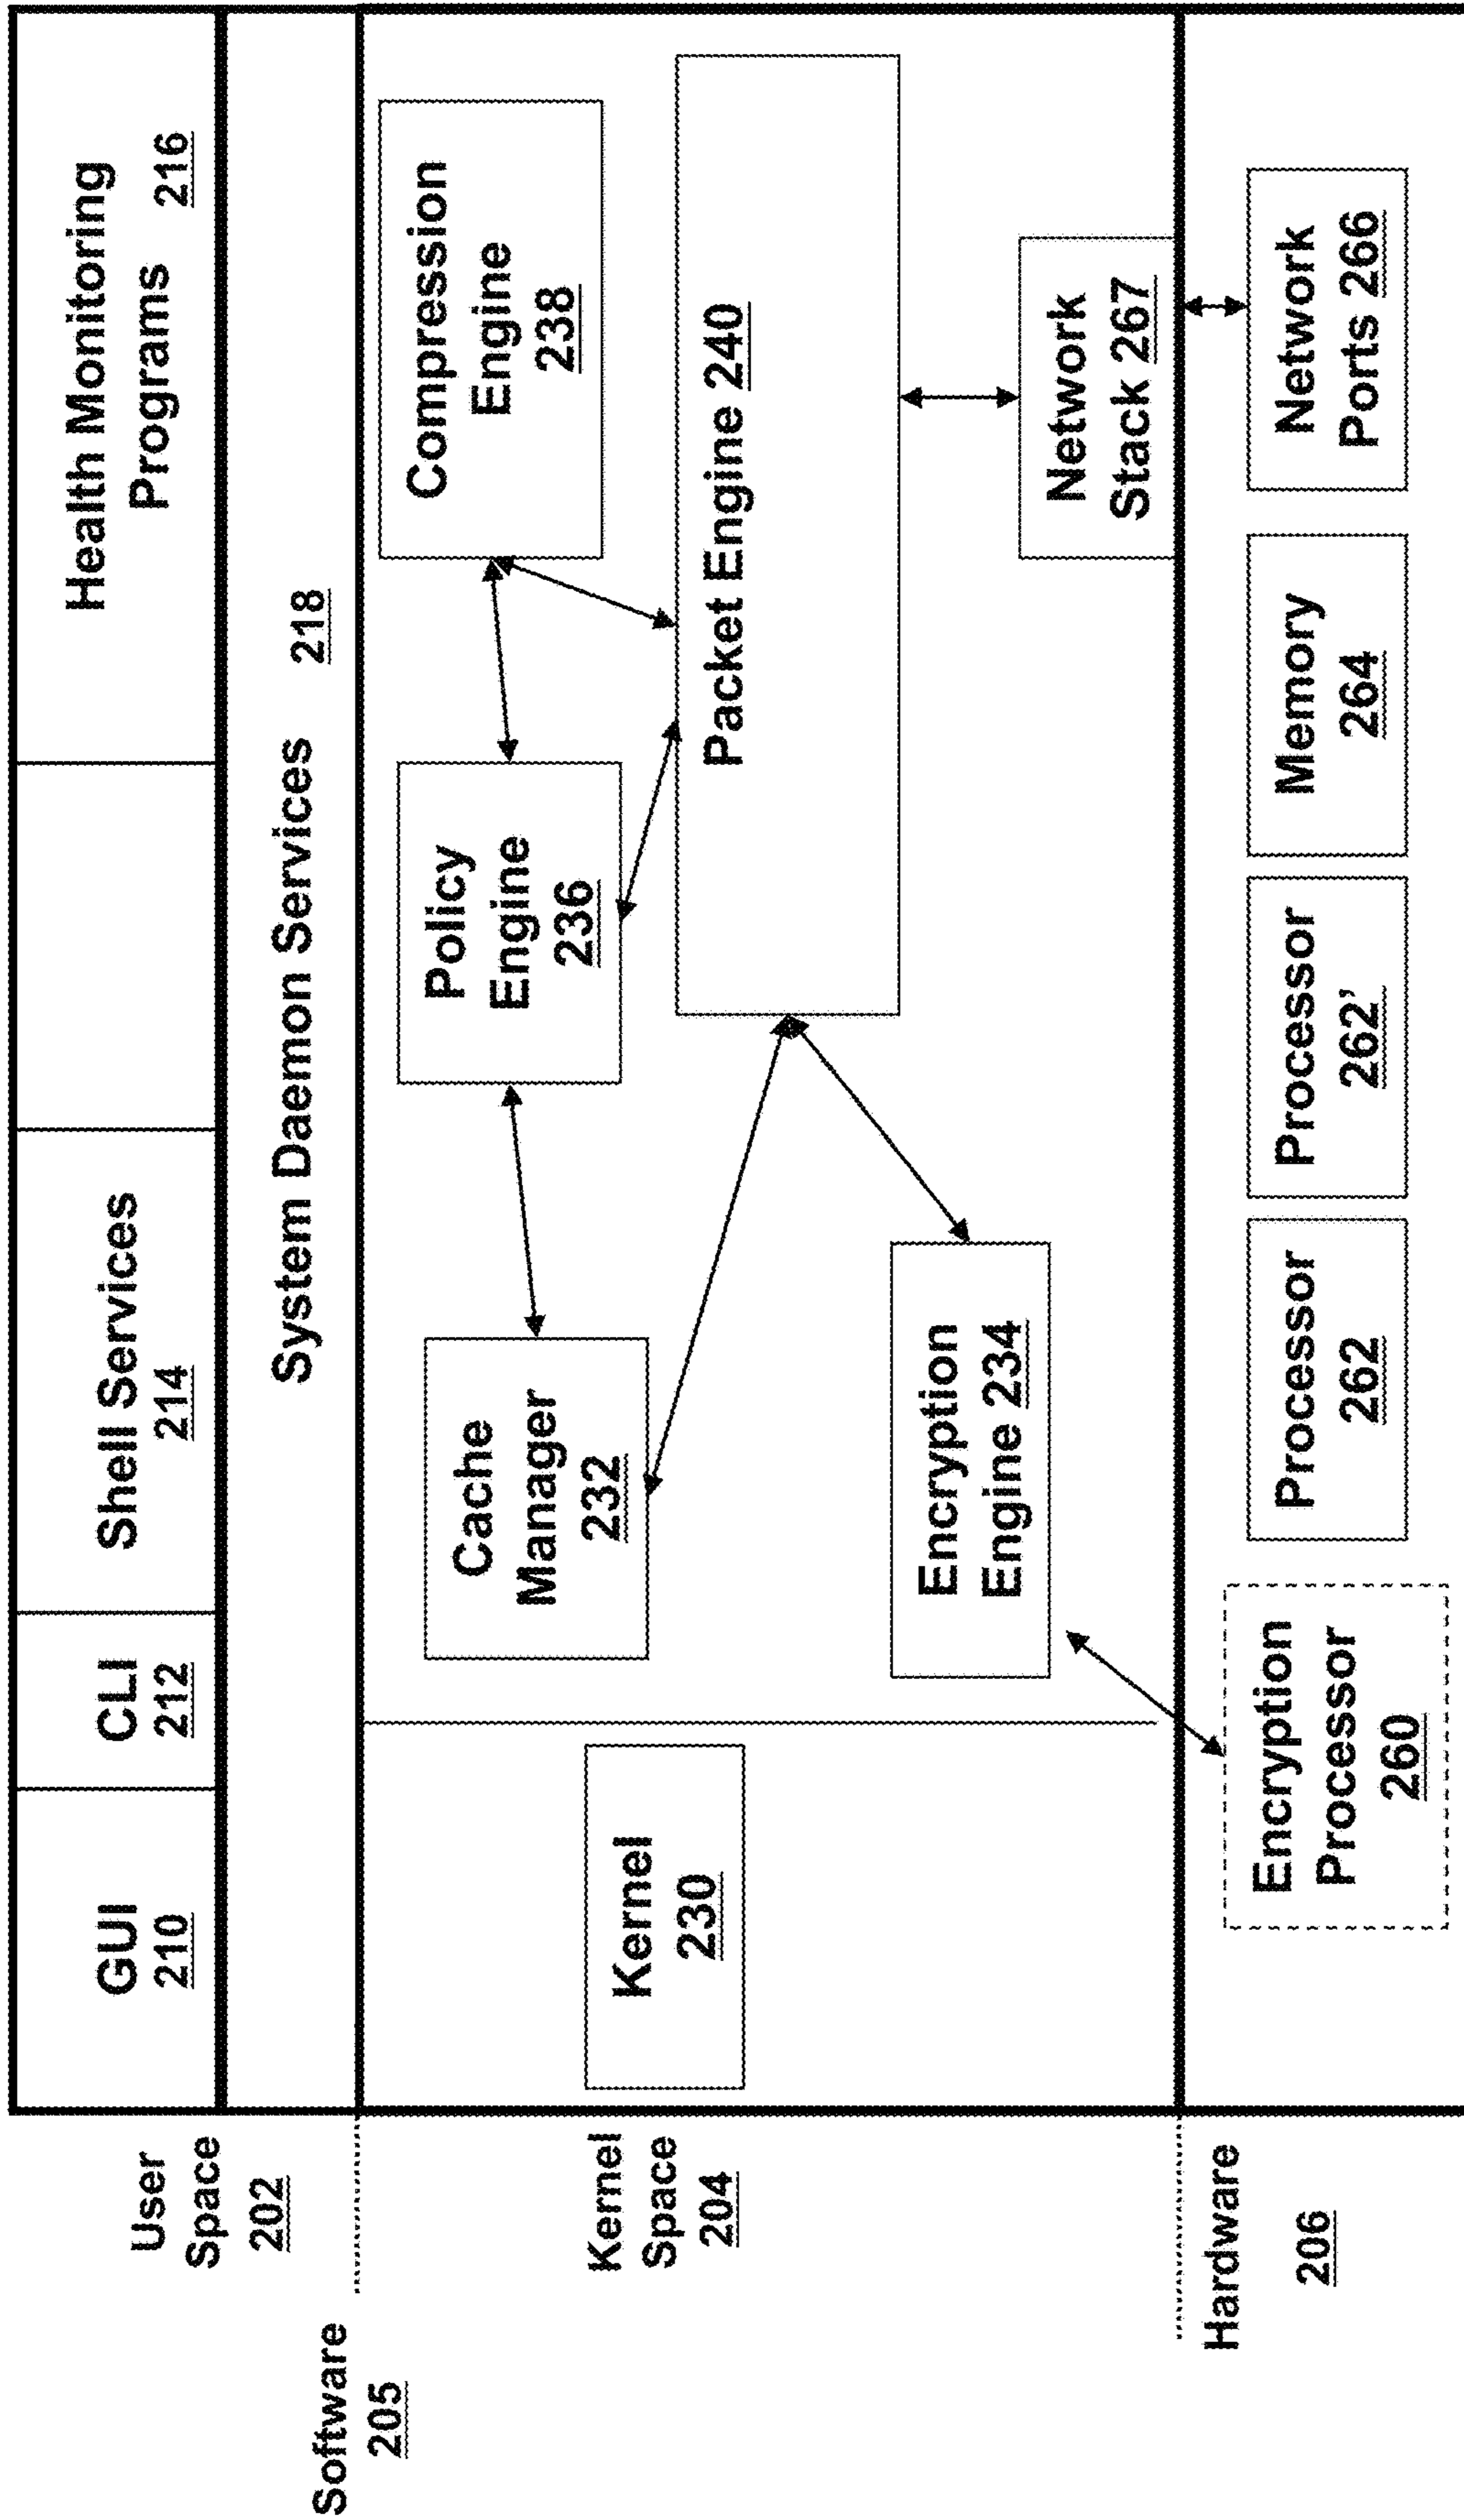 GUI
210
CLI
212
Shell Services
214
Health Monitoring
Programs 216
System Daemon Services 218
User
Space
202
Software
205
Kernel
Space
204
Kernel
230
Cache
Manager
232
Policy
Engine
236
Compression
Engine
238
Packet Engine 240
Encryption
Engine 234
Network
Stack 267
Hardware
206
Encryption
Processor
260
Processor
262
Processor
262’
Memory
264
Network
Ports 266